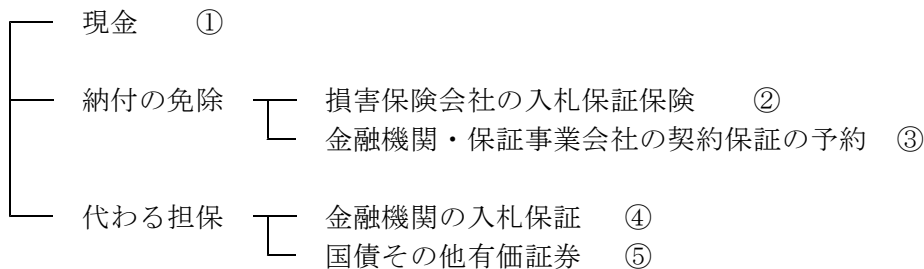 現金 ①
納付の免除 損害保険会社の入札保証保険 ②
金融機関・保証事業会社の契約保証の予約 ③
代わる担保 金融機関の入札保証 ④
国債その他有価証券 ⑤